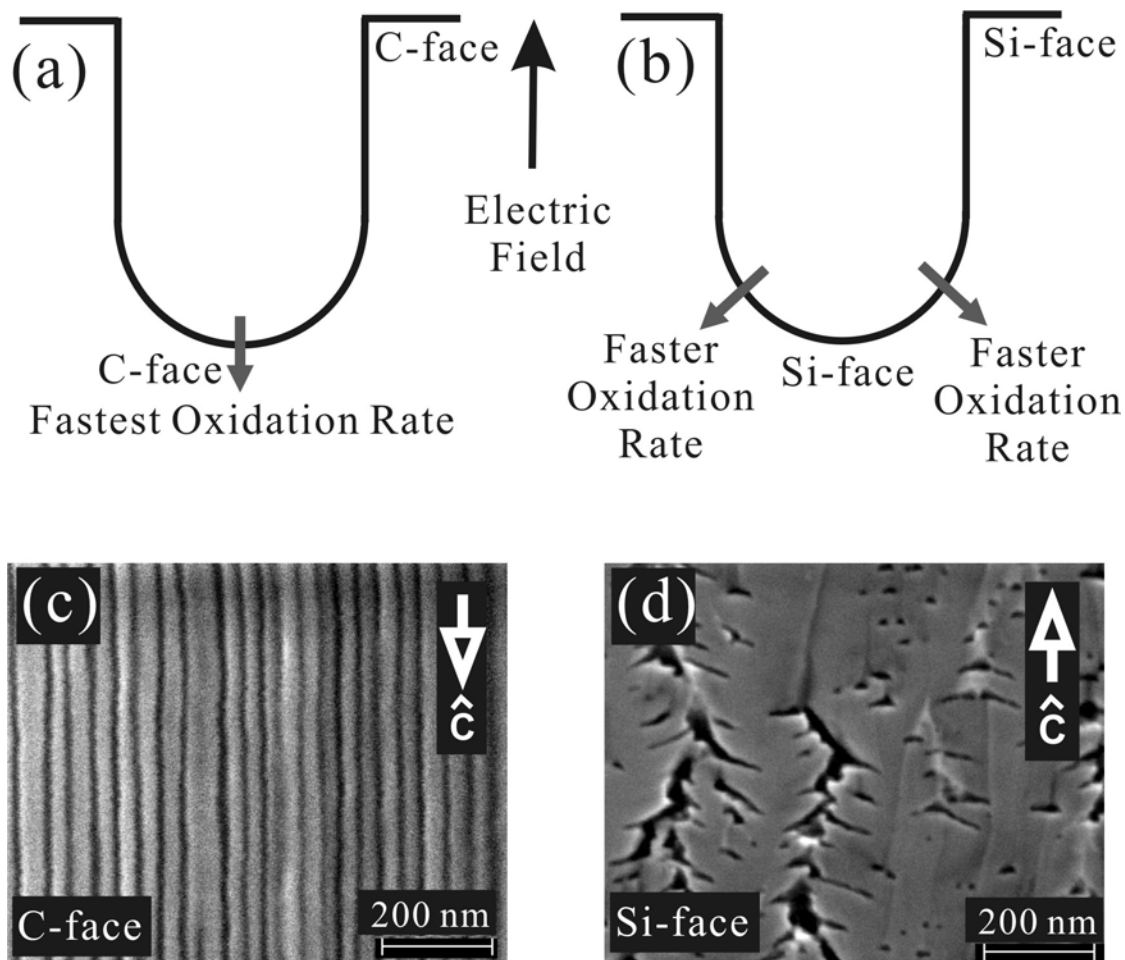 (a)
C-face
Electric
Field
C-face
Fastest Oxidation Rate
(b)
Si-face
Faster
Oxidation
Rate
Si-face
Faster
Oxidation
Rate
(c)
ĉ
C-face
200 nm
(d)
ĉ
Si-face
200 nm